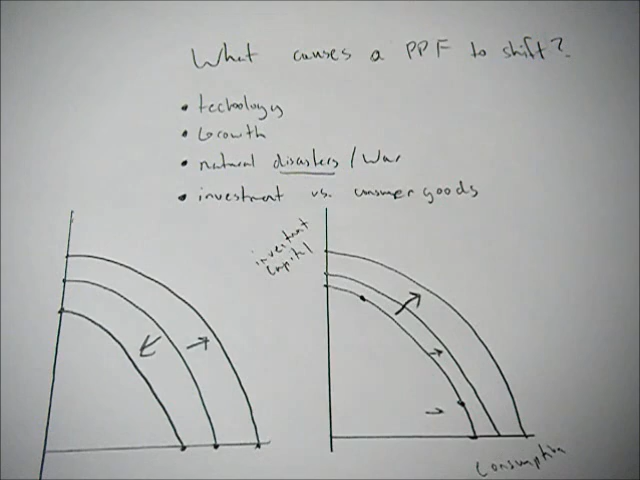 What causes a PPF to shift?
• technology
• Growth
• natural disasters / War
• investment vs. consumer goods
investment
capital
Consumption